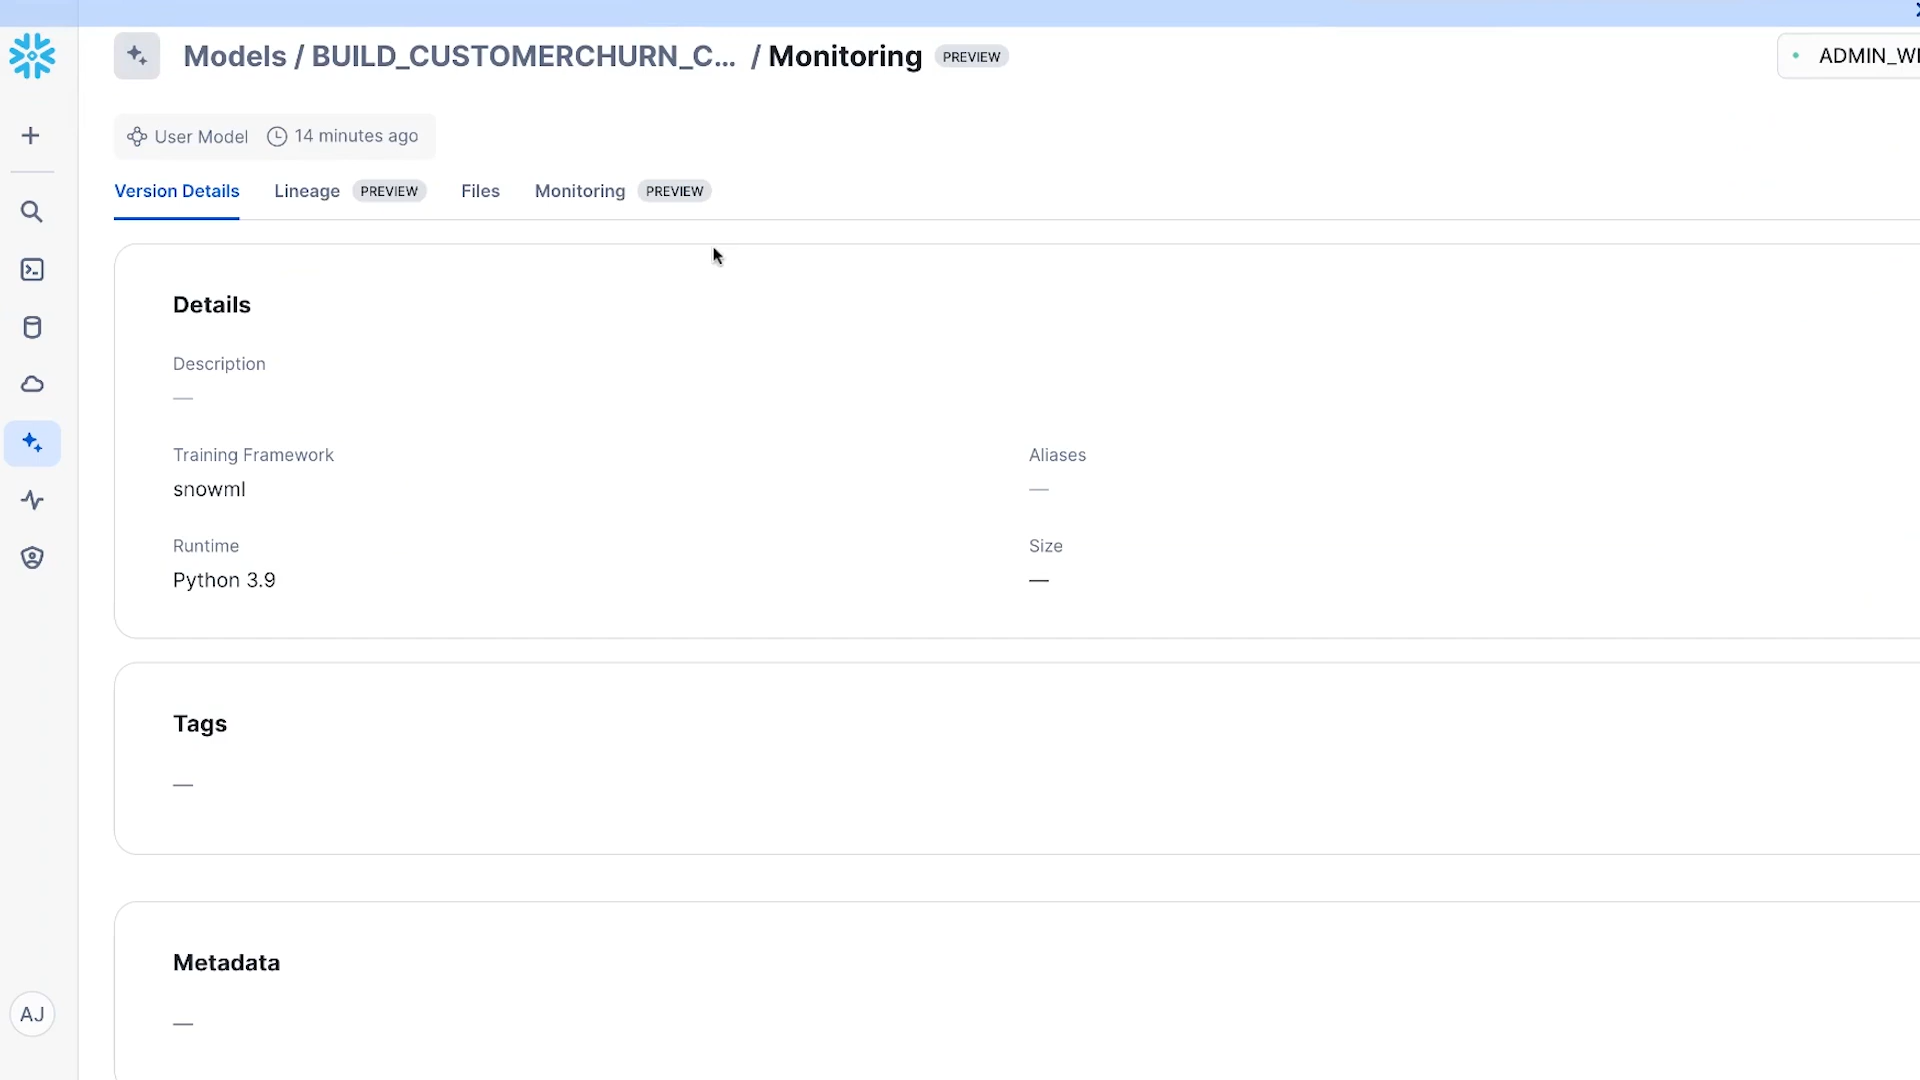 Models / BUILD_CUSTOMERCHURN_C... / Monitoring PREVIEW
ADMIN_W
User Model 14 minutes ago
Version Details Lineage PREVIEW Files Monitoring PREVIEW
Details
Description
—
Training Framework Aliases
snowml —
Runtime Size
Python 3.9 —
Tags
—
Metadata
—
AJ